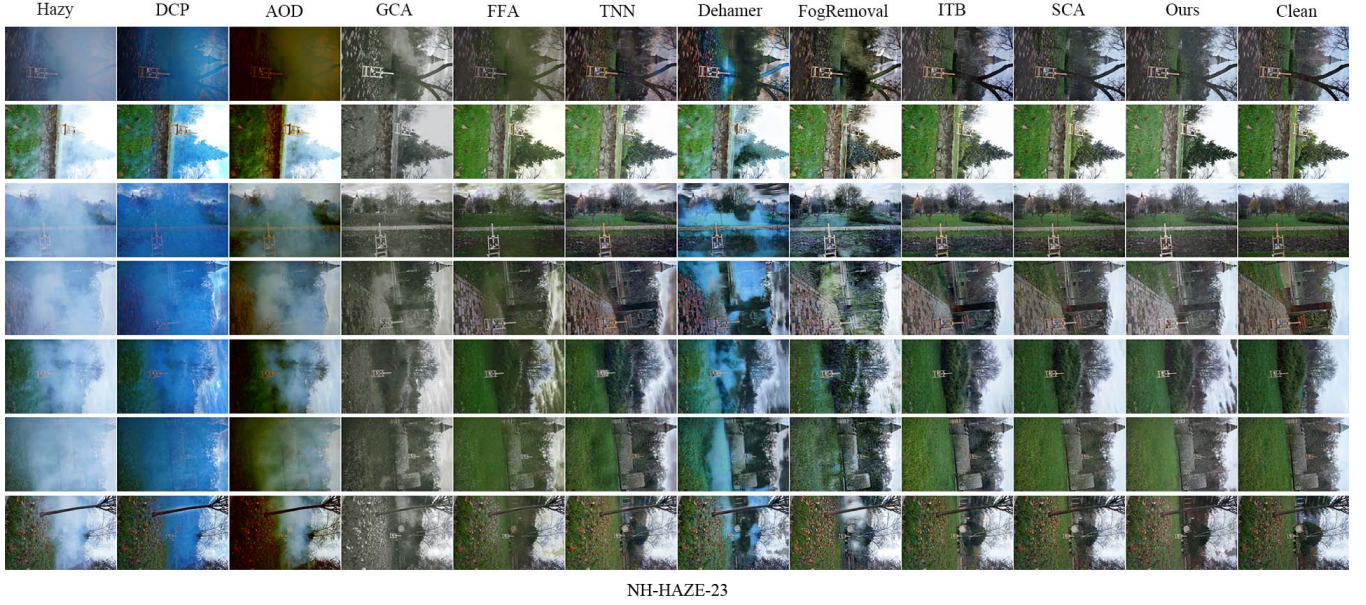 Hazy DCP AOD GCA FFA TNN Dehamer FogRemoval ITB SCA Ours Clean
NH-HAZE-23